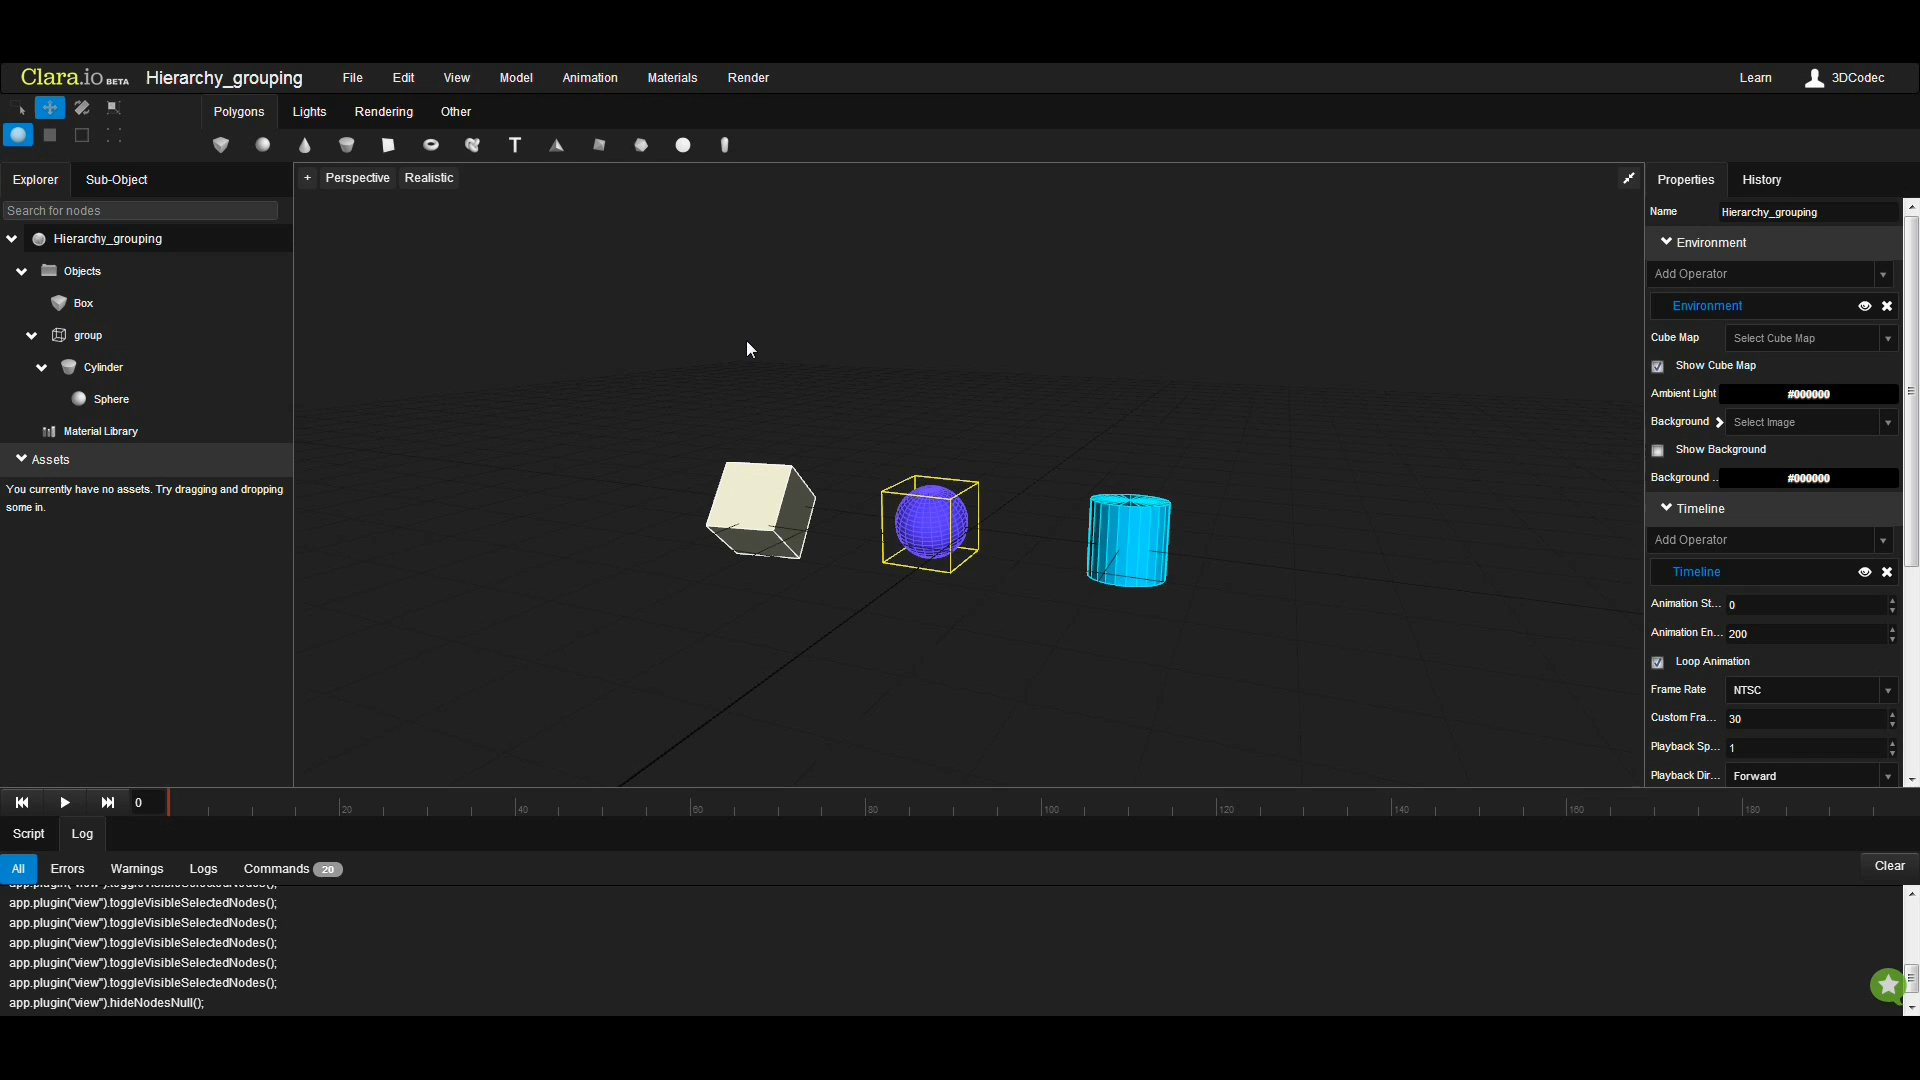 Clara.io BETA Hierarchy_grouping File Edit View Model Animation Materials Render Learn 3DCodec
Polygons Lights Rendering Other
Explorer Sub-Object
+ Perspective Realistic
Properties History
Search for nodes
Hierarchy_grouping
Objects
Box
group
Cylinder
Sphere
Material Library
Assets
You currently have no assets. Try dragging and dropping
some in.
Name Hierarchy_grouping
Environment
Add Operator
Environment
Cube Map Select Cube Map
Show Cube Map
Ambient Light #000000
Background Select Image
Show Background
Background .. #000000
Timeline
Add Operator
Timeline
Animation St... 0
Animation En... 200
Loop Animation
Frame Rate NTSC
Custom Fra... 30
Playback Sp... 1
Playback Dir... Forward
0 20 40 60 80 100 120 140 160 180
Script Log
All Errors Warnings Logs Commands 20 Clear
app.plugin("view").toggleVisibleSelectedNodes();
app.plugin("view").toggleVisibleSelectedNodes();
app.plugin("view").toggleVisibleSelectedNodes();
app.plugin("view").toggleVisibleSelectedNodes();
app.plugin("view").toggleVisibleSelectedNodes();
app.plugin("view").toggleVisibleSelectedNodes();
app.plugin("view").hideNodesNull();